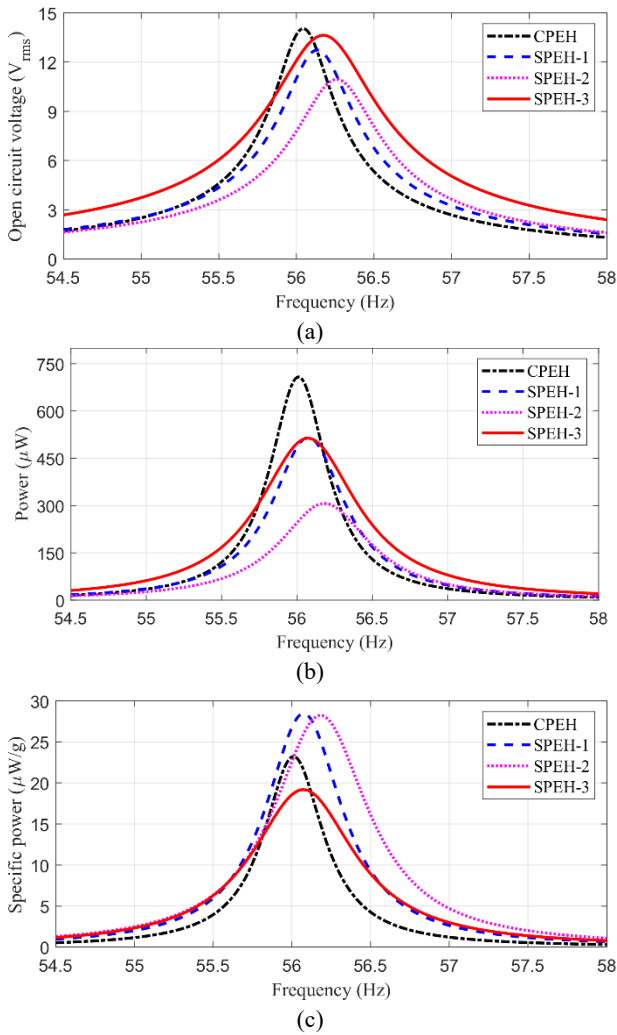 15
12
9
6
3
0
Open circuit voltage (Vrms)
CPEH
SPEH-1
SPEH-2
SPEH-3
54.5 55 55.5 56 56.5 57 57.5 58
Frequency (Hz)
(a)
750
600
450
300
150
0
Power (μW)
CPEH
SPEH-1
SPEH-2
SPEH-3
54.5 55 55.5 56 56.5 57 57.5 58
Frequency (Hz)
(b)
30
25
20
15
10
5
0
Specific power (μW/g)
CPEH
SPEH-1
SPEH-2
SPEH-3
54.5 55 55.5 56 56.5 57 57.5 58
Frequency (Hz)
(c)